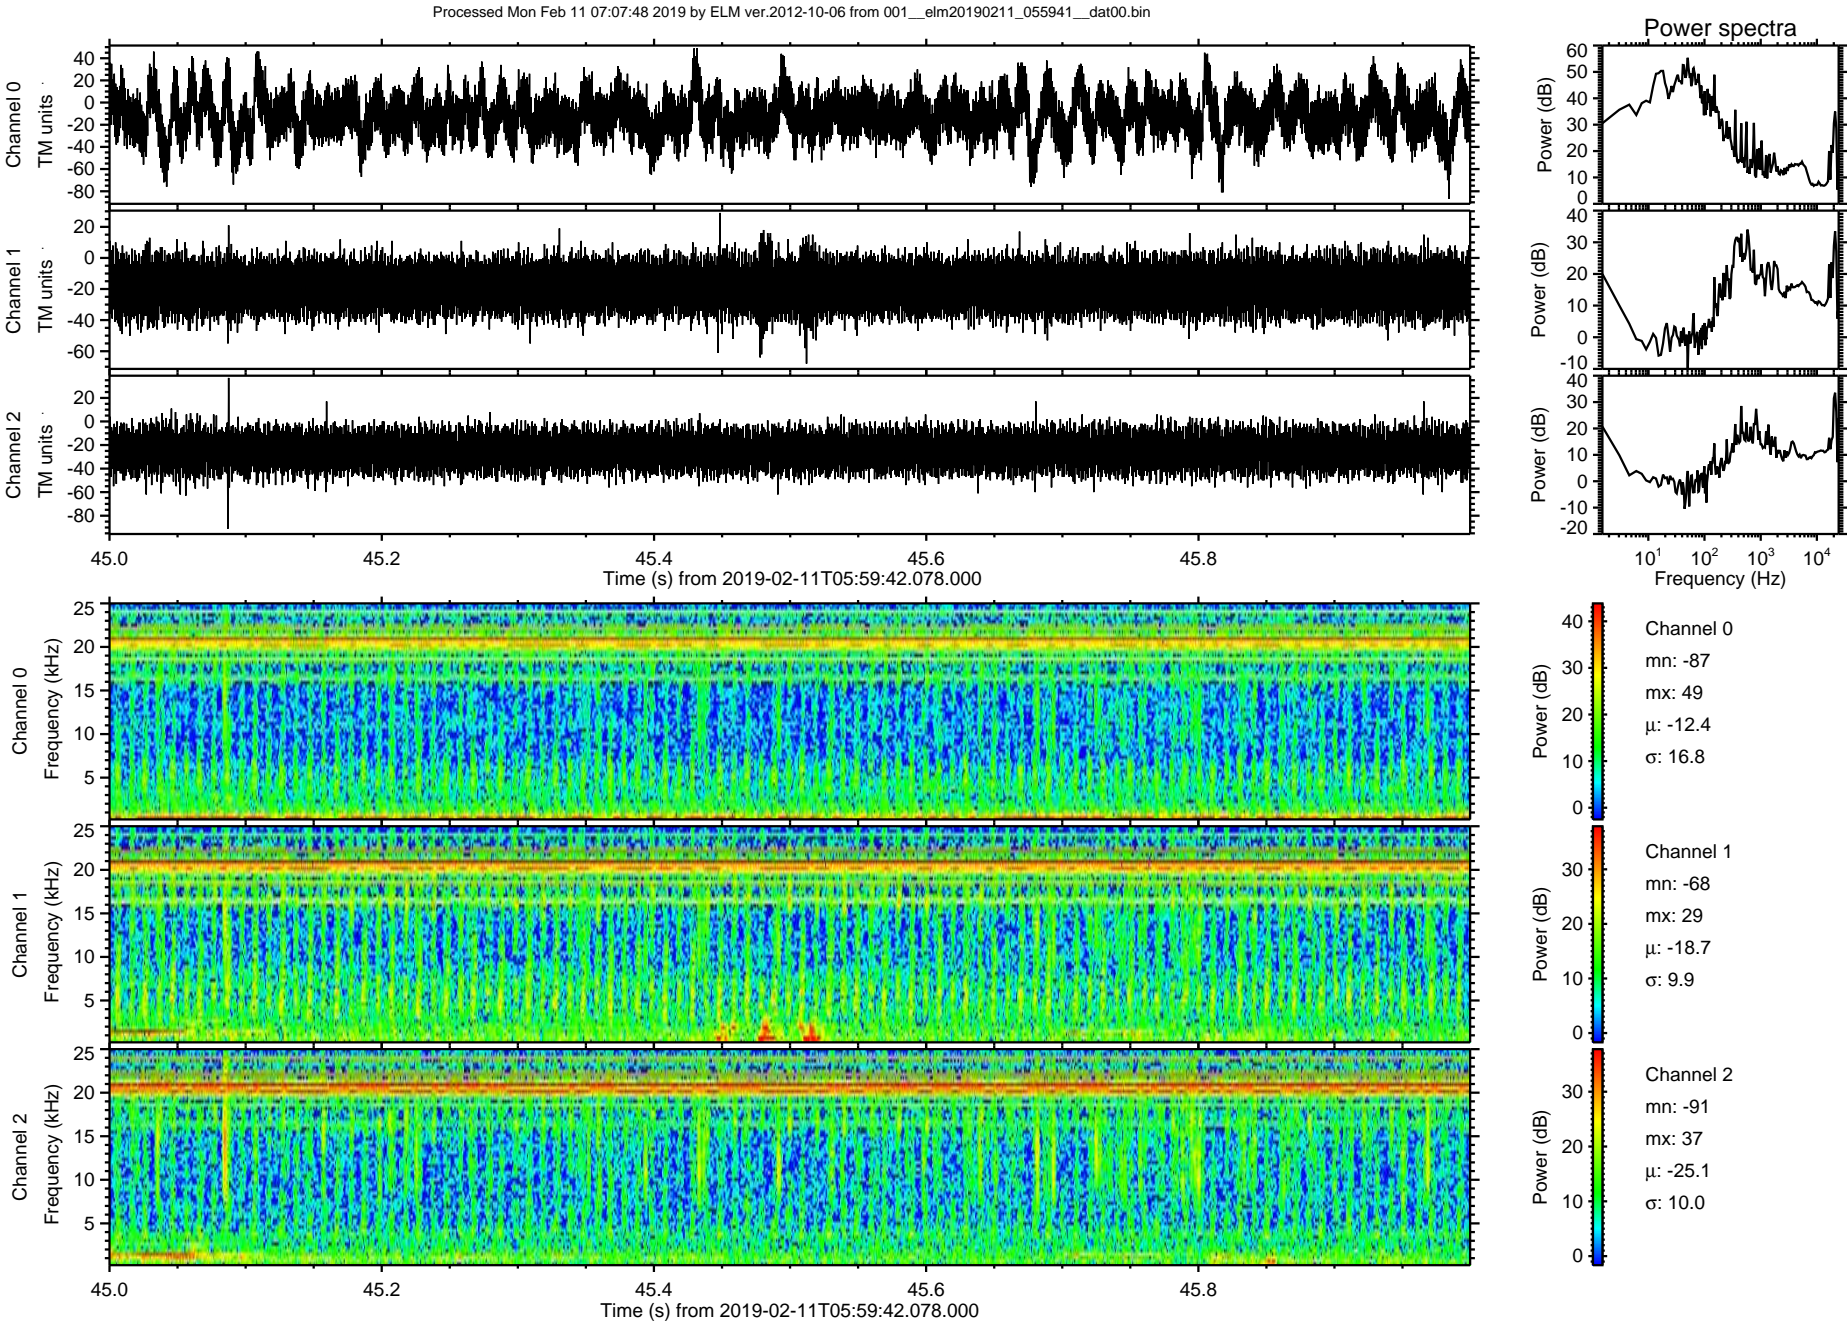 Processed Mon Feb 11 07:07:48 2019 by ELM ver.2012-10-06 from 001__elm20190211_055941__dat00.bin
Power spectra
Channel 0
TM units
40
20
0
-20
-40
-60
-80
Power (dB)
60
50
40
30
20
10
0
Channel 1
TM units
20
0
-20
-40
-60
Power (dB)
40
30
20
10
0
-10
Channel 2
TM units
20
0
-20
-40
-60
-80
Power (dB)
40
30
20
10
0
-10
-20
45.0 45.2 45.4 45.6 45.8
Time (s) from 2019-02-11T05:59:42.078.000
10^1 10^2 10^3 10^4
Frequency (Hz)
Channel 0
Frequency (kHz)
25
20
15
10
5
Power (dB)
40
30
20
10
0
Channel 0
mn: -87
mx: 49
μ: -12.4
σ: 16.8
Channel 1
Frequency (kHz)
25
20
15
10
5
Power (dB)
30
20
10
0
Channel 1
mn: -68
mx: 29
μ: -18.7
σ: 9.9
Channel 2
Frequency (kHz)
25
20
15
10
5
Power (dB)
30
20
10
0
Channel 2
mn: -91
mx: 37
μ: -25.1
σ: 10.0
45.0 45.2 45.4 45.6 45.8
Time (s) from 2019-02-11T05:59:42.078.000